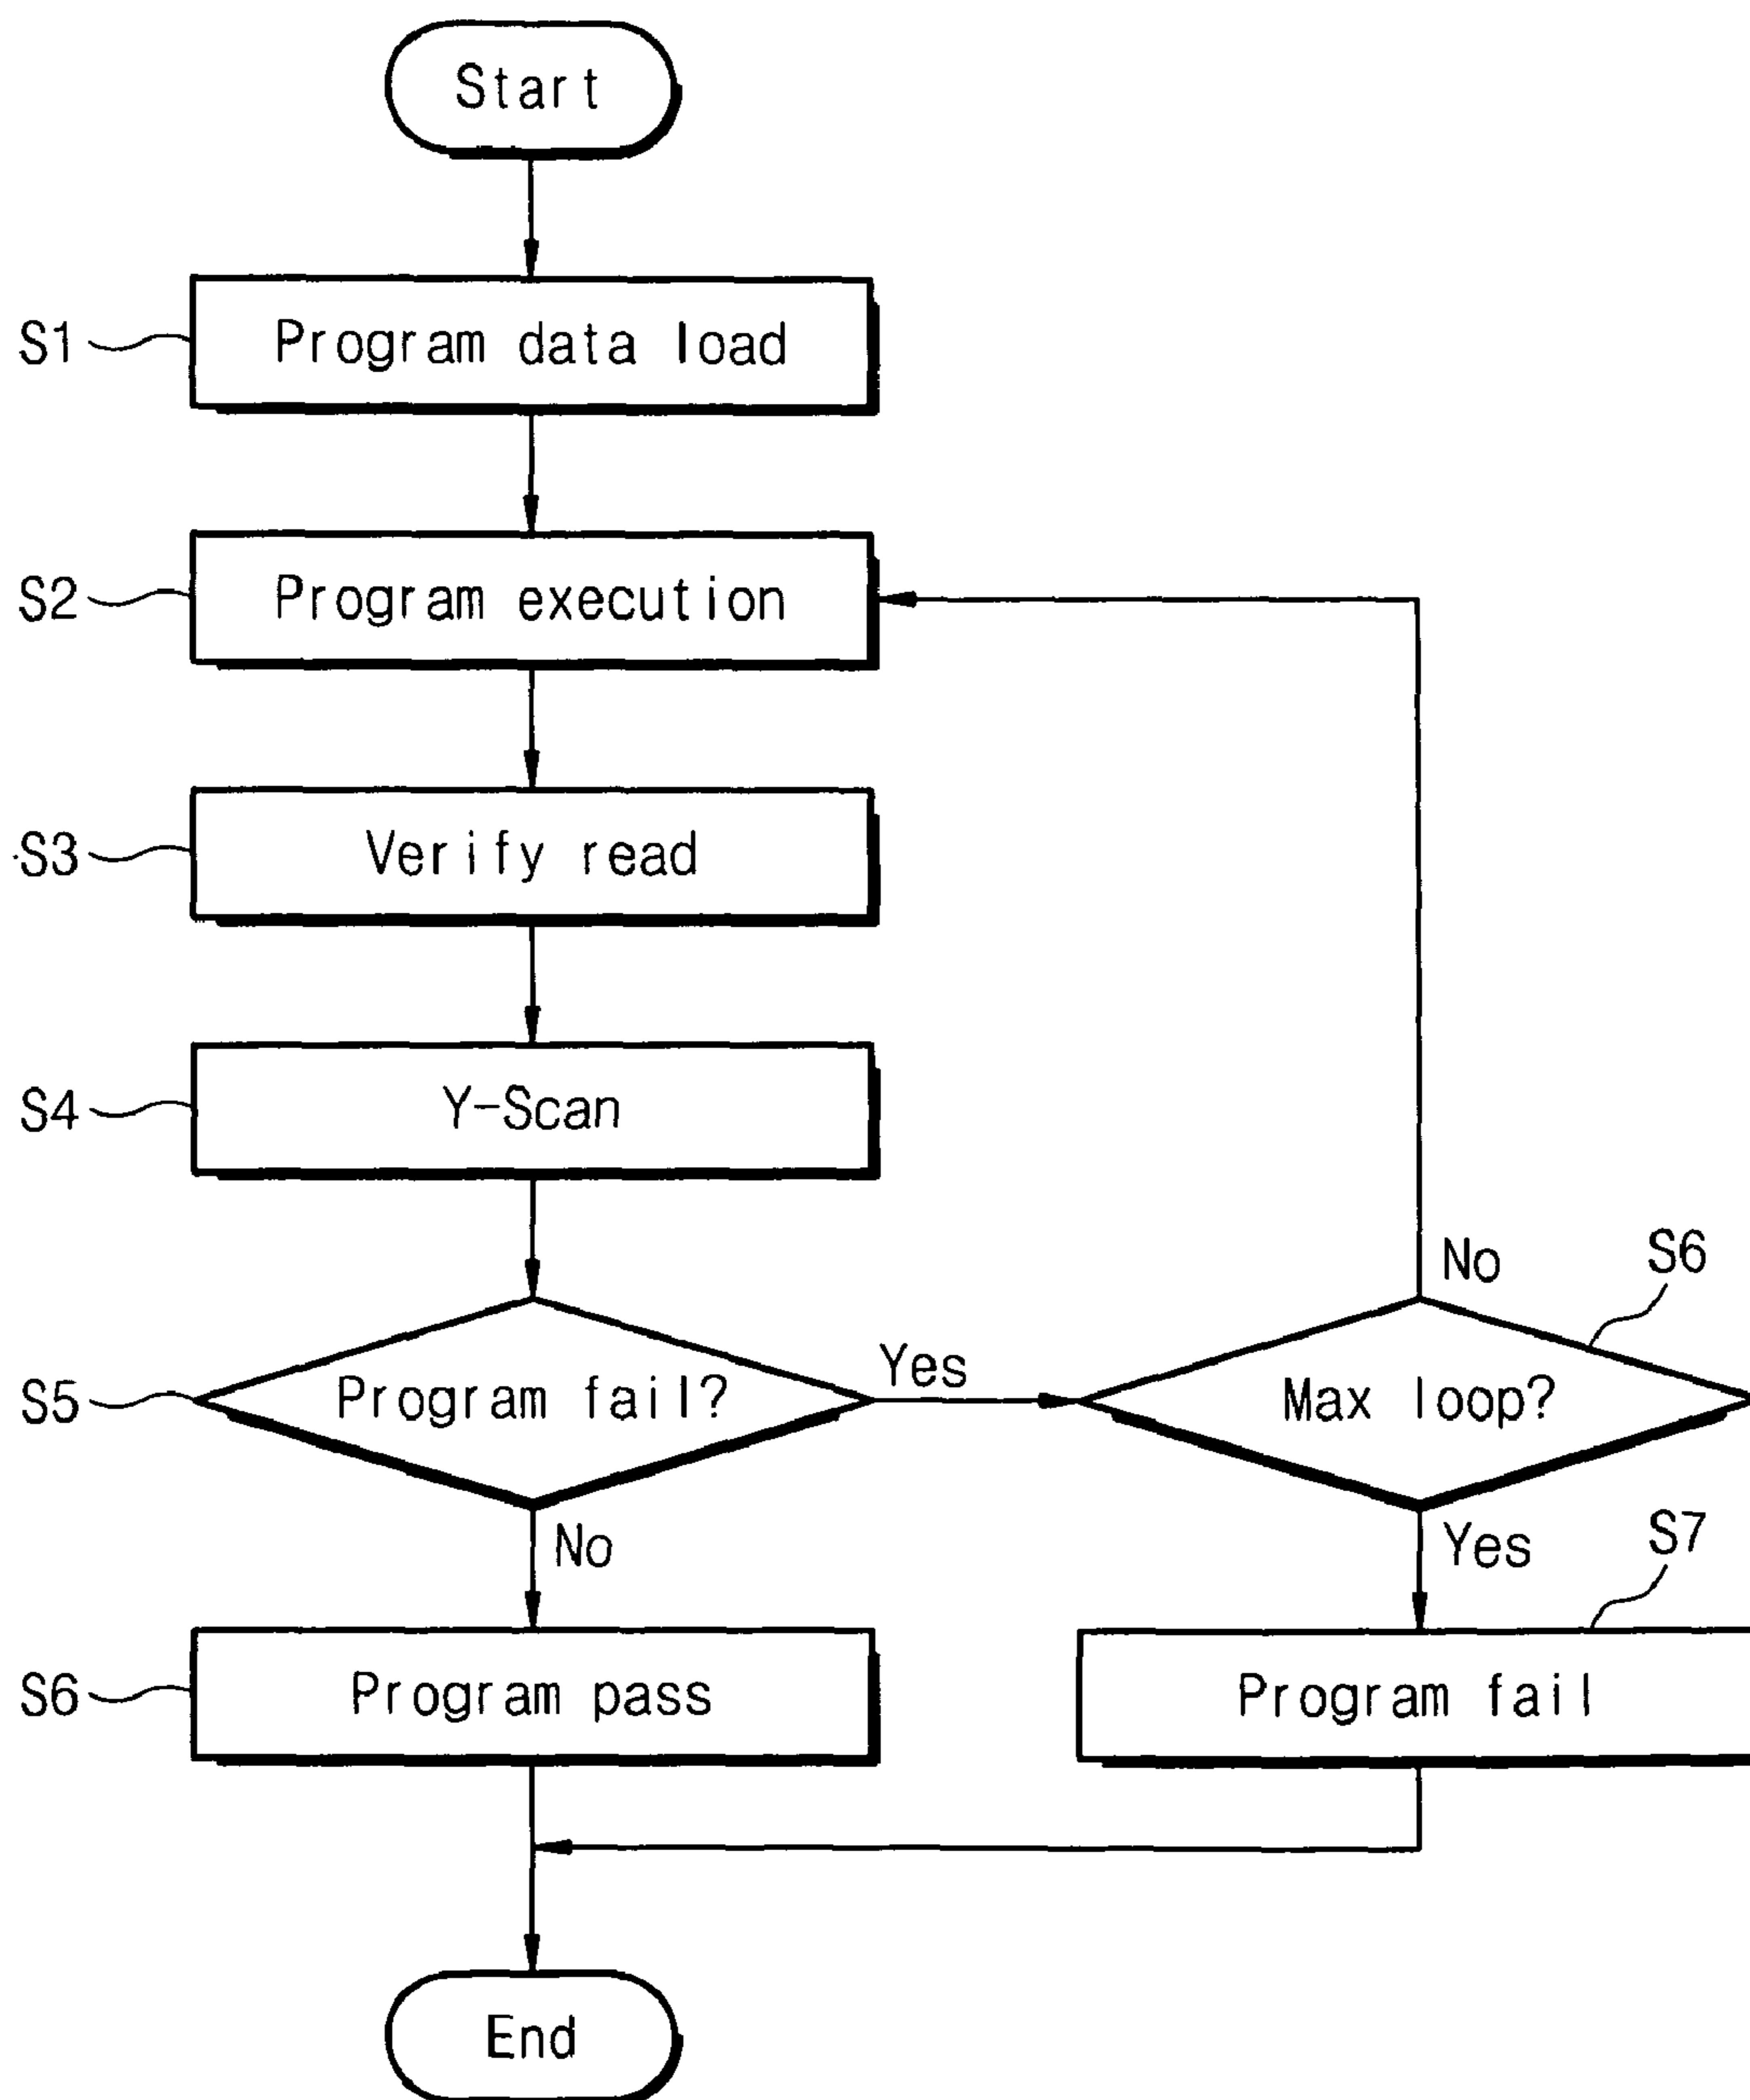 Start
S1
Program data load
S2
Program execution
S3
Verify read
S4
Y-Scan
No
S6
S5
Program fail?
Yes
Max loop?
No
Yes
S7
S6
Program pass
Program fail
End